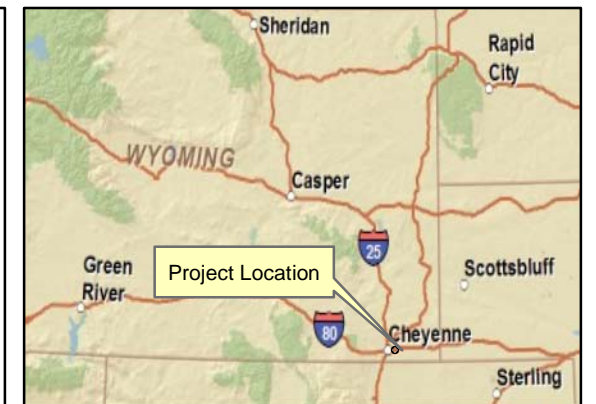 Sheridan
Rapid
City
WYOMING
Casper
25
Green
River
Project Location
Scottsbluff
80
Cheyenne
Sterling